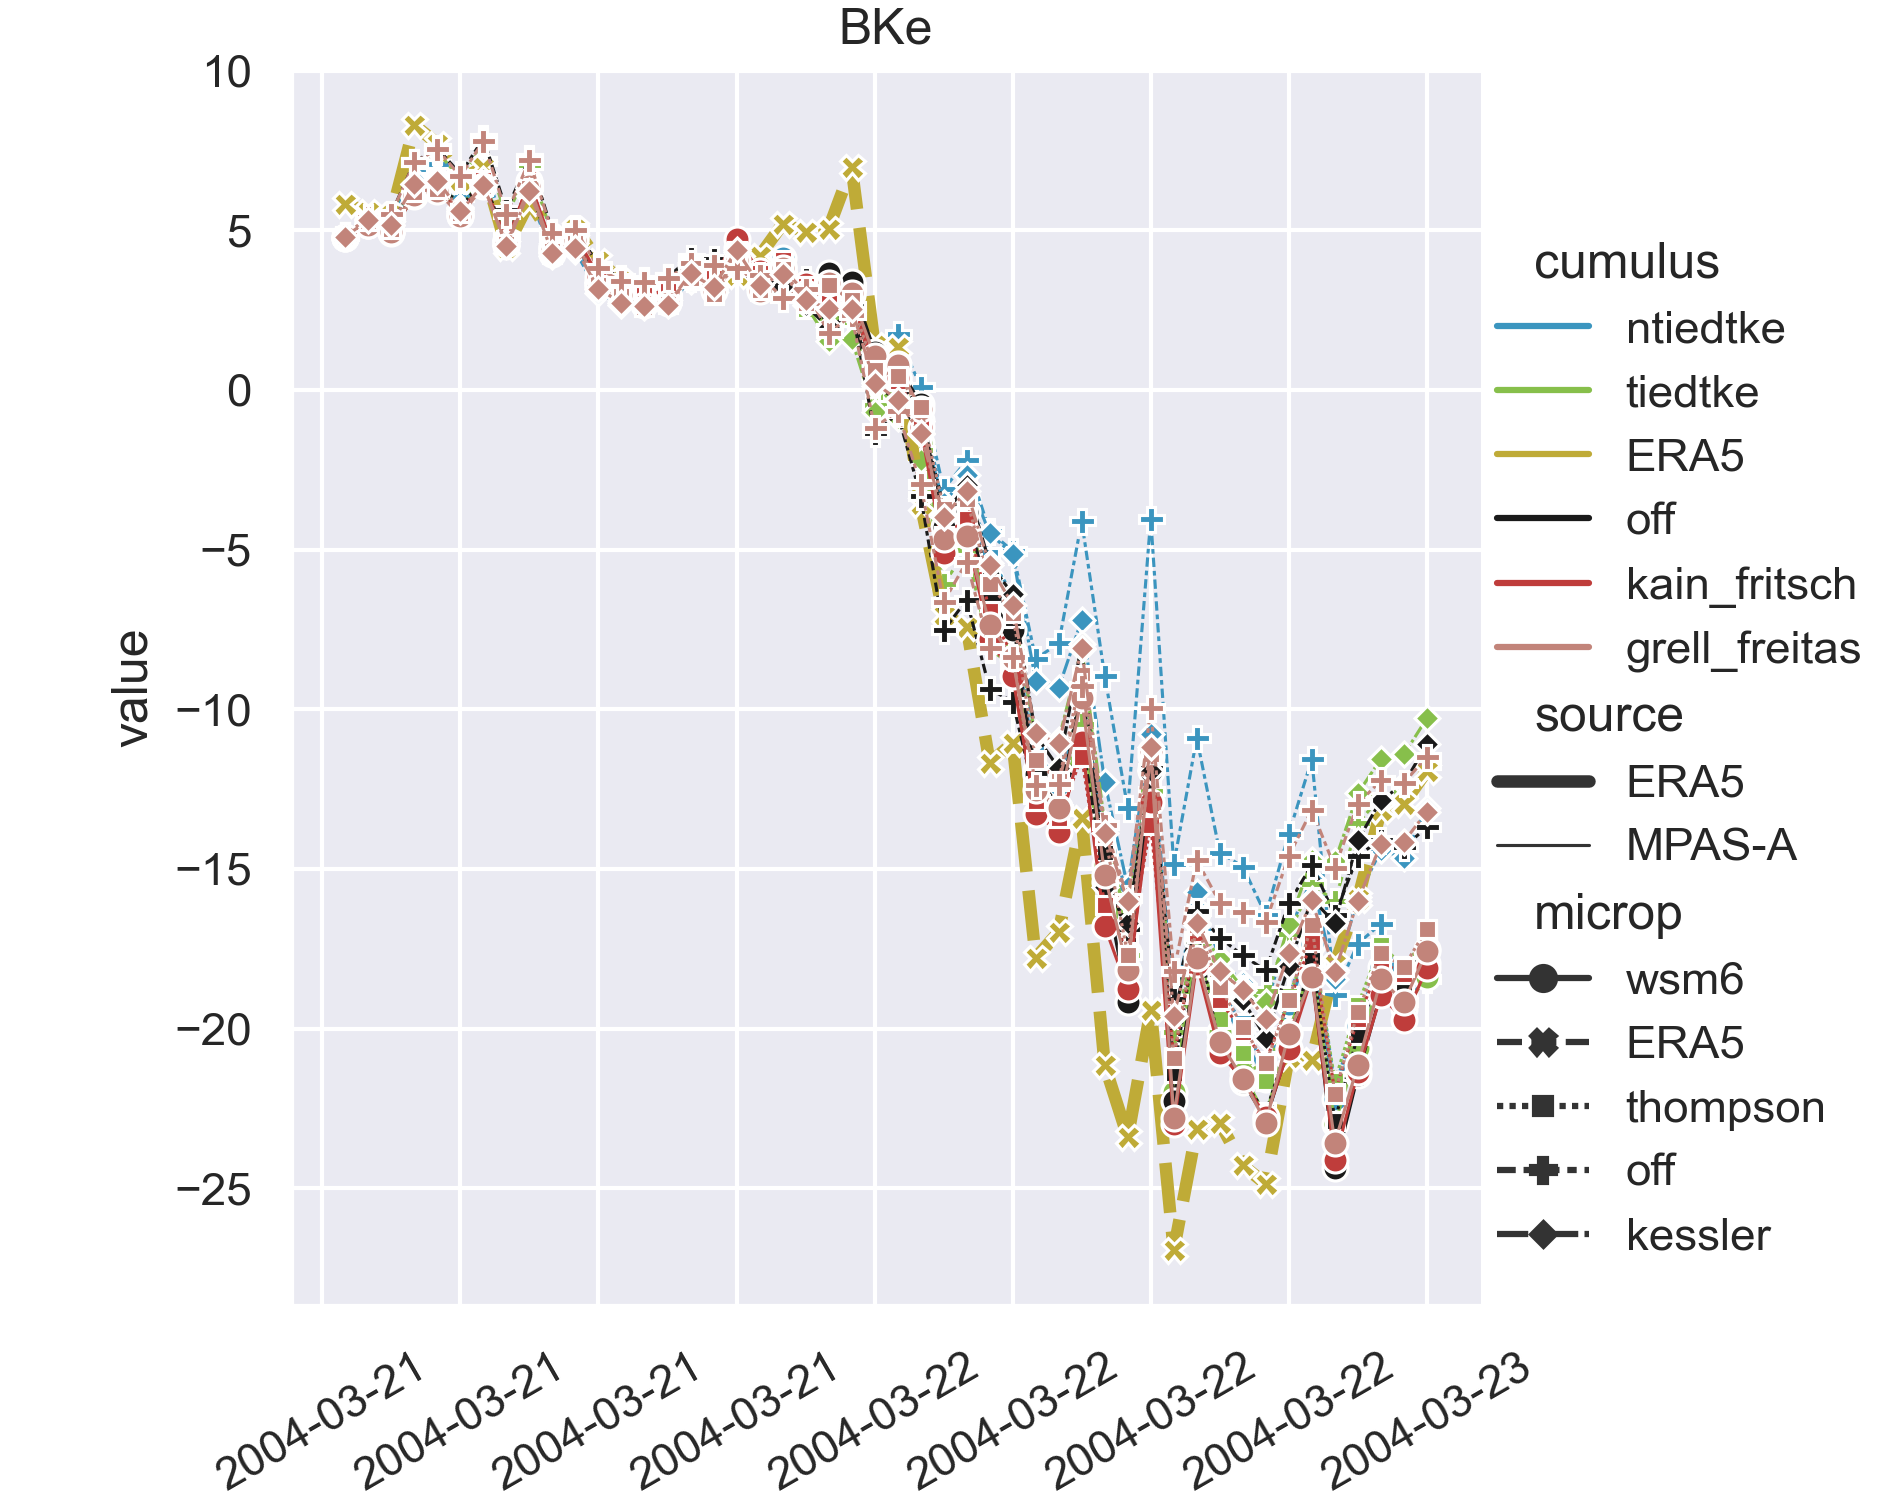 BKe
10
5
0
−5
−10
−15
−20
−25
value
2004-03-21
2004-03-21
2004-03-21
2004-03-21
2004-03-22
2004-03-22
2004-03-22
2004-03-22
2004-03-23
cumulus
ntiedtke
tiedtke
ERA5
off
kain_fritsch
grell_freitas
source
ERA5
MPAS-A
microp
wsm6
ERA5
thompson
off
kessler